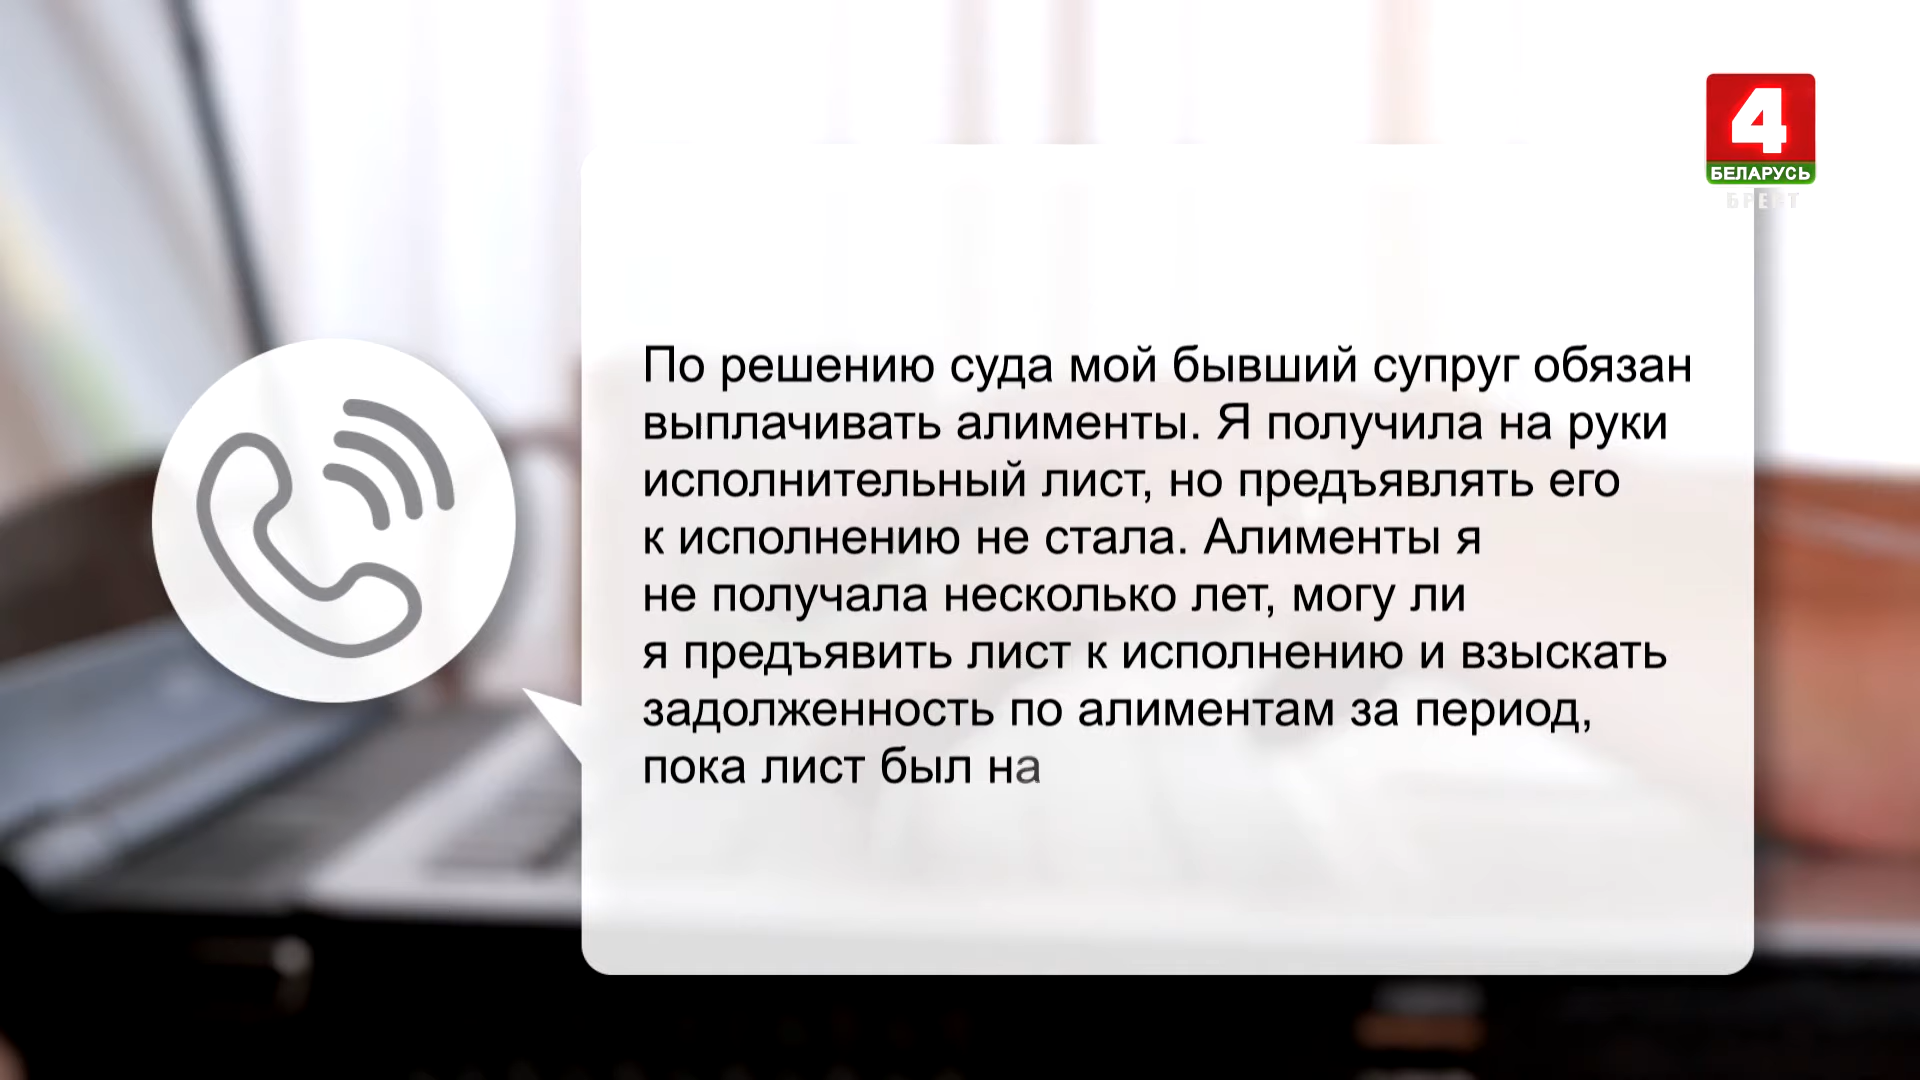 4
БЕЛАРУСЬ
БРЕСТ
По решению суда мой бывший супруг обязан
выплачивать алименты. Я получила на руки
исполнительный лист, но предъявлять его
к исполнению не стала. Алименты я
не получала несколько лет, могу ли
я предъявить лист к исполнению и взыскать
задолженность по алиментам за период,
пока лист был на